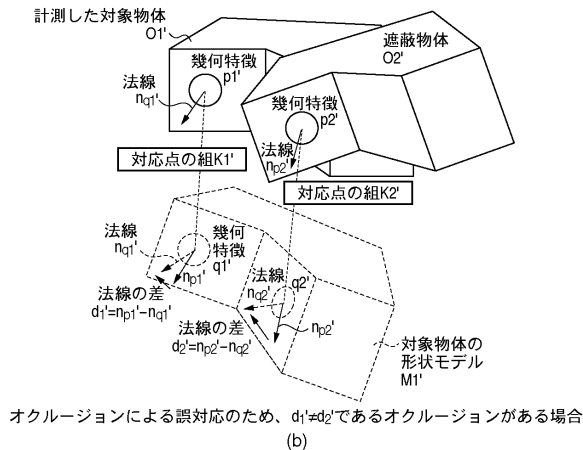 計測した対象物体
O1'
遮蔽物体
O2'
幾何特徴
p1'
法線
nq1'
幾何特徴
p2'
法線
np2'
対応点の組K1'
対応点の組K2'
法線
nq1'
幾何
特徴
q1'
np1'
法線の差
d1'=np1'−nq1'
法線
nq2'
q2'
np2'
法線の差
d2'=np2'−nq2'
対象物体の
形状モデル
M1'
オクルージョンによる誤対応のため、d1'≠d2'であるオクルージョンがある場合
(b)